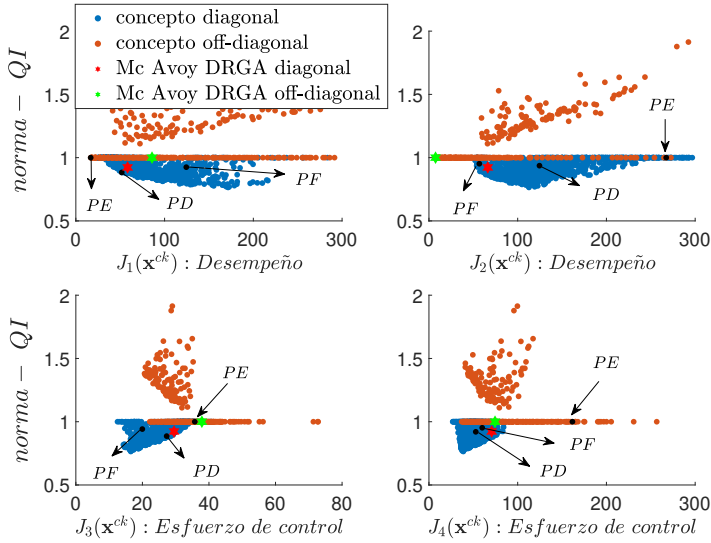 concepto diagonal
concepto off-diagonal
Mc Avoy DRGA diagonal
Mc Avoy DRGA off-diagonal
norma − QI
2
1.5
1
0.5
PE
PD
PF
0 100 200 300
J₁(x^{ck}) : Desempeño
2
1.5
1
0.5
PE
PF
PD
0 100 200 300
J₂(x^{ck}) : Desempeño
norma − QI
2
1.5
1
0.5
PE
PF
PD
0 20 40 60 80
J₃(x^{ck}) : Esfuerzo de control
2
1.5
1
0.5
PE
PF
PD
0 100 200 300
J₄(x^{ck}) : Esfuerzo de control